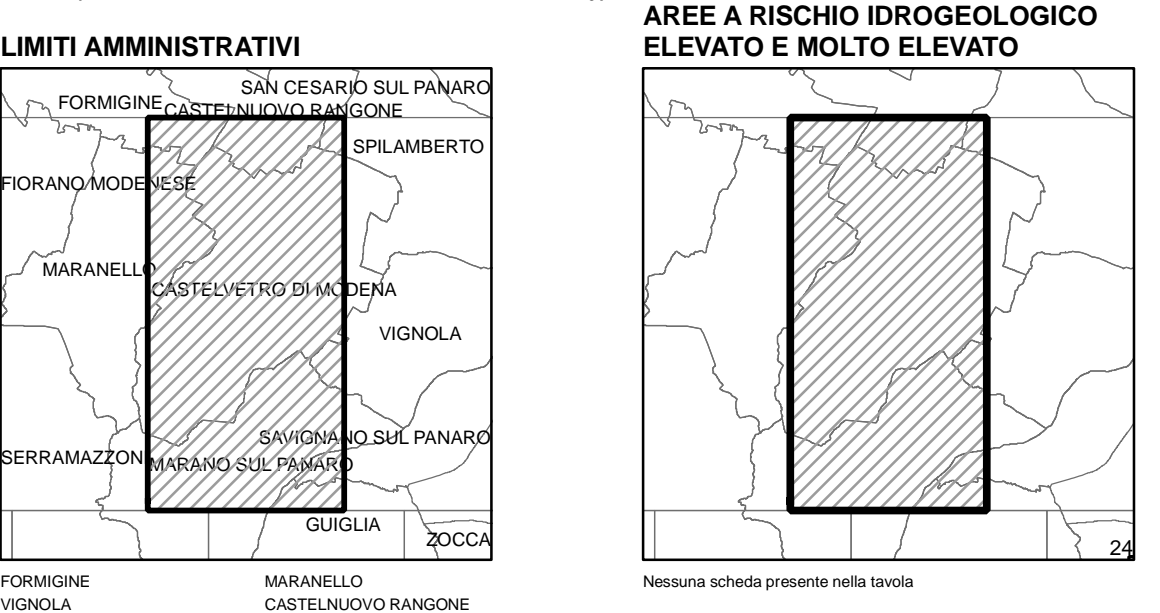 LIMITI AMMINISTRATIVI
SAN CESARIO SUL PANARO
FORMIGINE
CASTELNUOVO RANGONE
SPILAMBERTO
FIORANO MODENESE
MARANELLO
CASTELVETRO DI MODENA
VIGNOLA
SAVIGNANO SUL PANARO
SERRAMAZZON
MARANO SUL PANARO
GUIGLIA
ZOCCA
FORMIGINE
MARANELLO
VIGNOLA
CASTELNUOVO RANGONE
AREE A RISCHIO IDROGEOLOGICO
ELEVATO E MOLTO ELEVATO
24
Nessuna scheda presente nella tavola